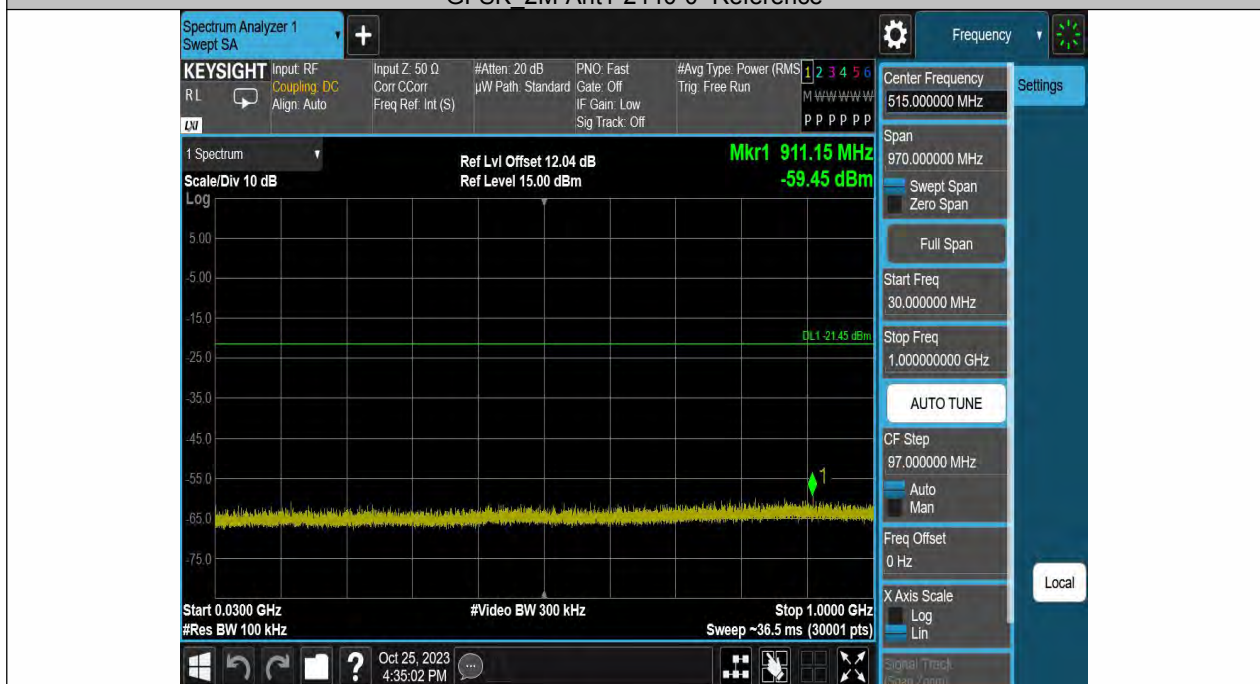 Spectrum Analyzer 1
Swept SA
+
Frequency
KEYSIGHT
RL
LXI
Input: RF
Coupling: DC
Align: Auto
Input Z: 50 Ω
Corr CCorr
Freq Ref: Int (S)
#Atten: 20 dB
µW Path: Standard
PNO: Fast
Gate: Off
IF Gain: Low
Sig Track: Off
#Avg Type: Power (RMS
Trig: Free Run
1 2 3 4 5 6
M W W W W W
P P P P P P
Center Frequency
515.000000 MHz
Settings
1 Spectrum
Scale/Div 10 dB
Ref Lvl Offset 12.04 dB
Ref Level 15.00 dBm
Mkr1 911.15 MHz
-59.45 dBm
Span
970.000000 MHz
Swept Span
Zero Span
Full Span
Start Freq
30.000000 MHz
Stop Freq
1.000000000 GHz
AUTO TUNE
CF Step
97.000000 MHz
Auto
Man
Freq Offset
0 Hz
X Axis Scale
Log
Lin
Signal Track
Local
Log
5.00
-5.00
-15.0
DL1 -21.45 dBm
-25.0
-35.0
-45.0
-55.0
1
-65.0
-75.0
Start 0.0300 GHz
#Res BW 100 kHz
#Video BW 300 kHz
Stop 1.0000 GHz
Sweep ~36.5 ms (30001 pts)
?
Oct 25, 2023
4:35:02 PM